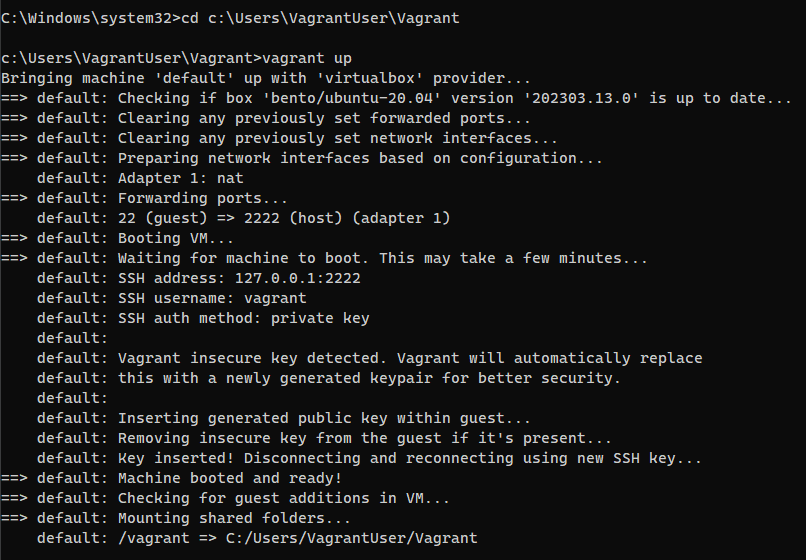 C:\Windows\system32>cd c:\Users\VagrantUser\Vagrant
c:\Users\VagrantUser\Vagrant>vagrant up
Bringing machine 'default' up with 'virtualbox' provider...
==> default: Checking if box 'bento/ubuntu-20.04' version '202303.13.0' is up to date...
==> default: Clearing any previously set forwarded ports...
==> default: Clearing any previously set network interfaces...
==> default: Preparing network interfaces based on configuration...
    default: Adapter 1: nat
==> default: Forwarding ports...
    default: 22 (guest) => 2222 (host) (adapter 1)
==> default: Booting VM...
==> default: Waiting for machine to boot. This may take a few minutes...
    default: SSH address: 127.0.0.1:2222
    default: SSH username: vagrant
    default: SSH auth method: private key
    default:
    default: Vagrant insecure key detected. Vagrant will automatically replace
    default: this with a newly generated keypair for better security.
    default:
    default: Inserting generated public key within guest...
    default: Removing insecure key from the guest if it's present...
    default: Key inserted! Disconnecting and reconnecting using new SSH key...
==> default: Machine booted and ready!
==> default: Checking for guest additions in VM...
==> default: Mounting shared folders...
    default: /vagrant => C:/Users/VagrantUser/Vagrant